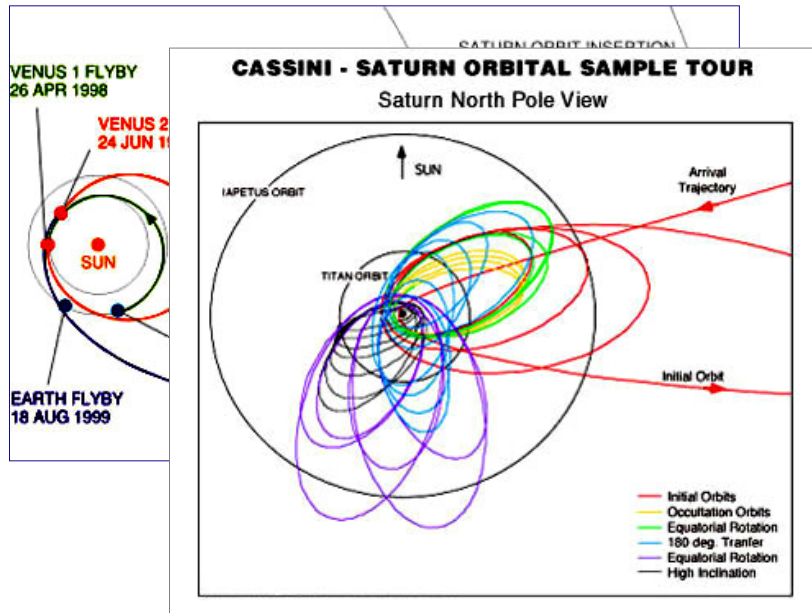 SATURN ORBIT INSERTION
VENUS 1 FLYBY
26 APR 1998
VENUS 2
24 JUN
SUN
EARTH FLYBY
18 AUG 1999
CASSINI - SATURN ORBITAL SAMPLE TOUR
Saturn North Pole View
SUN
IAPETUS ORBIT
TITAN ORBIT
Arrival
Trajectory
Initial Orbit
Initial Orbits
Occultation Orbits
Equatorial Rotation
180 deg. Tranfer
Equatorial Rotation
High Inclination